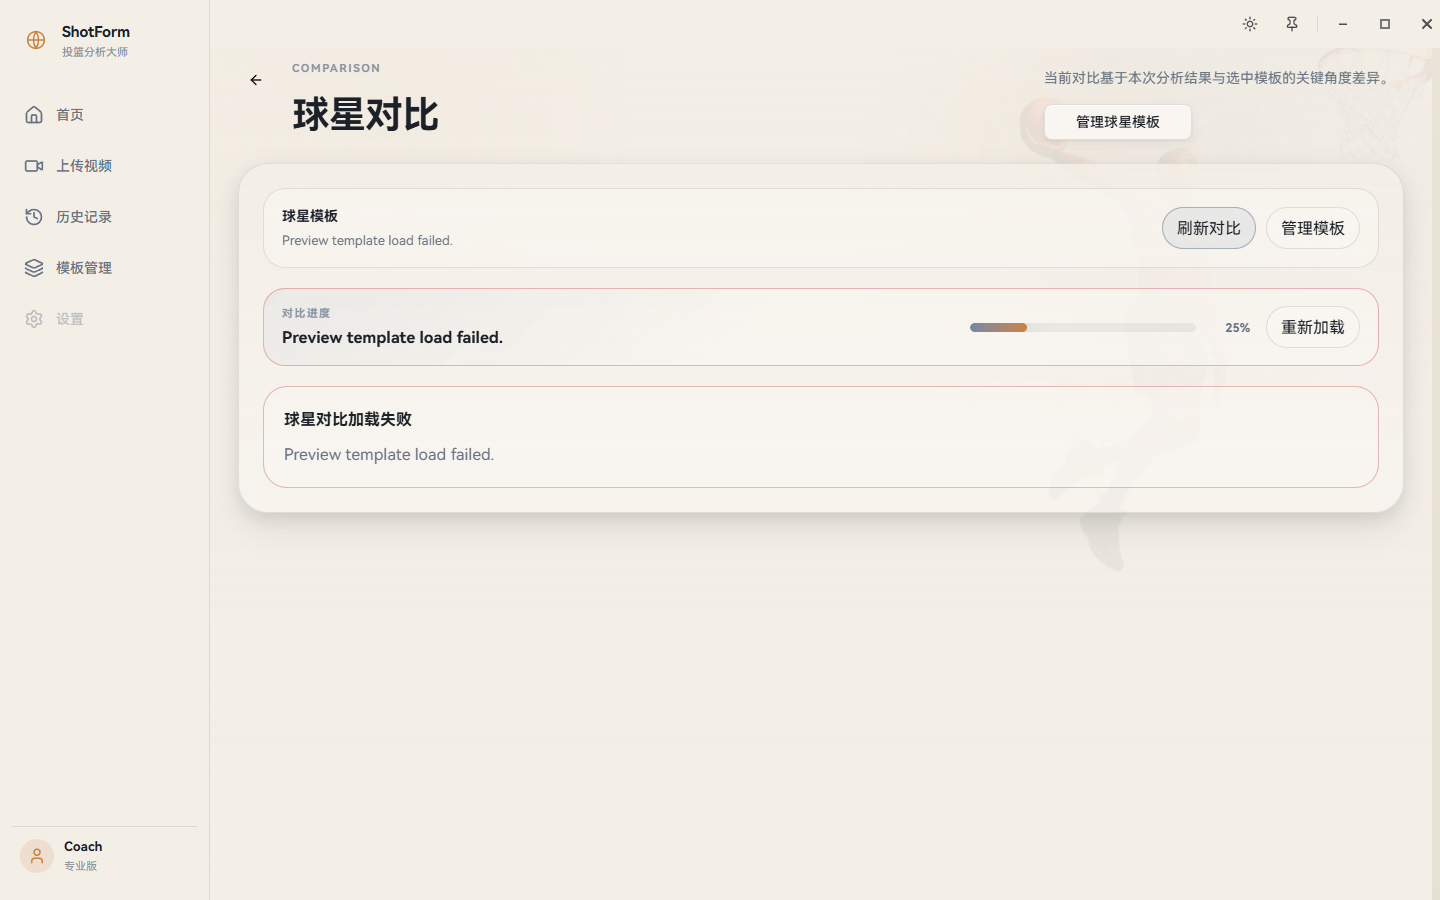 ShotForm
投篮分析大师
首页
上传视频
历史记录
模板管理
设置
Coach
专业版
COMPARISON
球星对比
当前对比基于本次分析结果与选中模板的关键角度差异。
管理球星模板
球星模板
Preview template load failed.
刷新对比
管理模板
对比进度
Preview template load failed.
25%
重新加载
球星对比加载失败
Preview template load failed.